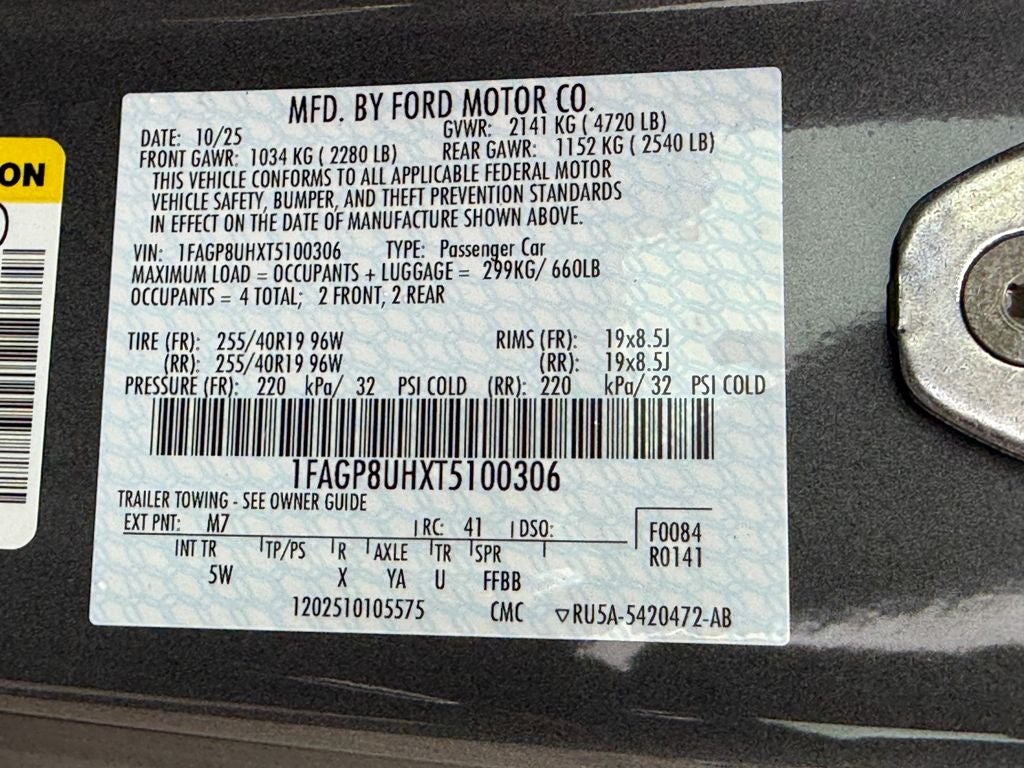 MFD. BY FORD MOTOR CO.
DATE: 10/25 GVWR: 2141 KG ( 4720 LB)
FRONT GAWR: 1034 KG ( 2280 LB) REAR GAWR: 1152 KG ( 2540 LB)
THIS VEHICLE CONFORMS TO ALL APPLICABLE FEDERAL MOTOR
VEHICLE SAFETY, BUMPER, AND THEFT PREVENTION STANDARDS
IN EFFECT ON THE DATE OF MANUFACTURE SHOWN ABOVE.
VIN: 1FAGP8UHXT5100306 TYPE: Passenger Car
MAXIMUM LOAD = OCCUPANTS + LUGGAGE = 299KG/ 660LB
OCCUPANTS = 4 TOTAL; 2 FRONT, 2 REAR
TIRE (FR): 255/40R19 96W RIMS (FR): 19x8.5J
(RR): 255/40R19 96W (RR): 19x8.5J
PRESSURE (FR): 220 kPa/ 32 PSI COLD (RR): 220 kPa/ 32 PSI COLD
1FAGP8UHXT5100306
TRAILER TOWING - SEE OWNER GUIDE
EXT PNT: M7 RC: 41 DSO: F0084
R0141
INT TR TP/PS R AXLE TR SPR
5W X YA U FFBB
1202510105575 CMC ▽RU5A-5420472-AB
ON